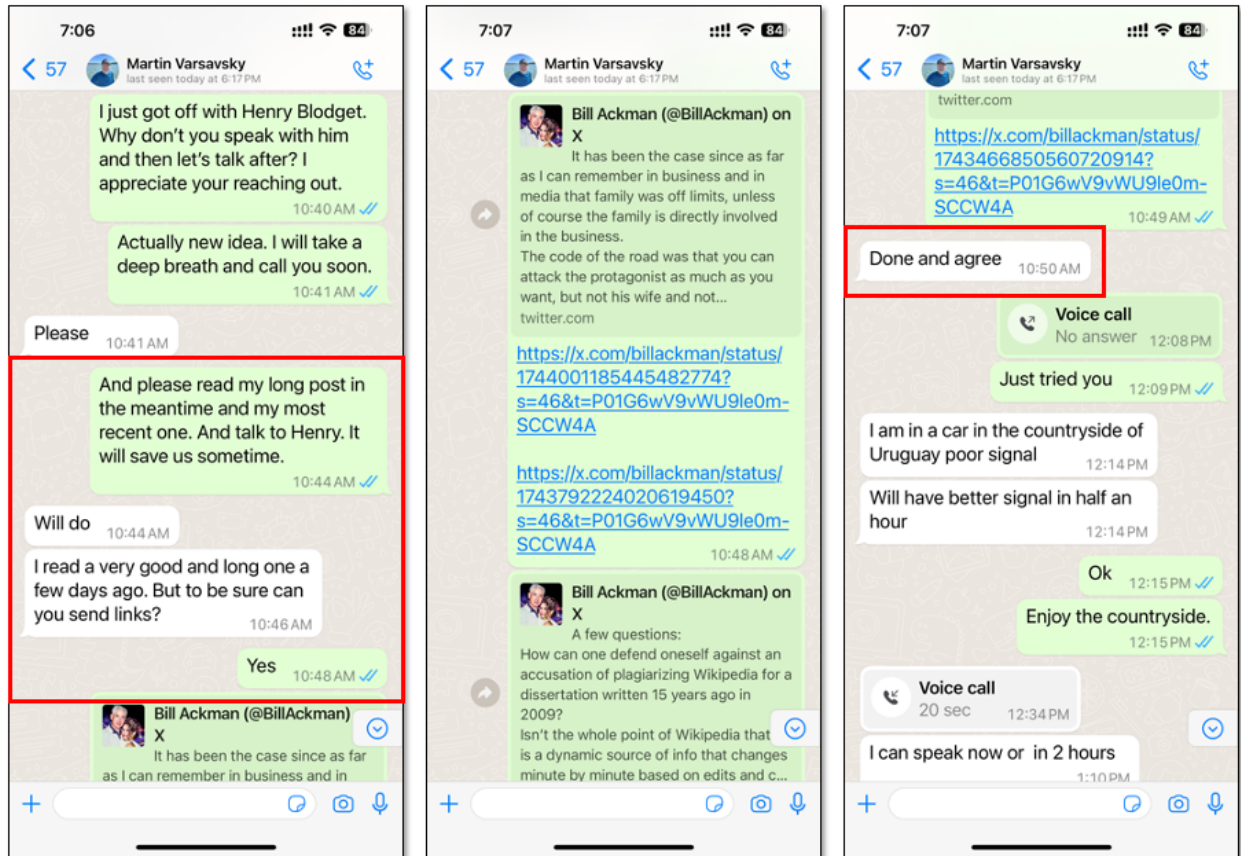 7:06
84
57
Martin Varsavsky
last seen today at 6:17 PM
I just got off with Henry Blodget.
Why don't you speak with him
and then let's talk after? I
appreciate your reaching out.
10:40 AM
Actually new idea. I will take a
deep breath and call you soon.
10:41 AM
Please
10:41 AM
And please read my long post in
the meantime and my most
recent one. And talk to Henry. It
will save us sometime.
10:44 AM
Will do
10:44 AM
I read a very good and long one a
few days ago. But to be sure can
you send links?
10:46 AM
Yes
10:48 AM
Bill Ackman (@BillAckman)
X
It has been the case since as far
as I can remember in business and in
7:07
84
57
Martin Varsavsky
last seen today at 6:17 PM
Bill Ackman (@BillAckman) on
X
It has been the case since as far
as I can remember in business and in
media that family was off limits, unless
of course the family is directly involved
in the business.
The code of the road was that you can
attack the protagonist as much as you
want, but not his wife and not...
twitter.com
https://x.com/billackman/status/
1744001185445482774?
s=46&t=P01G6wV9vWU9le0m-
SCCW4A
https://x.com/billackman/status/
1743792224020619450?
s=46&t=P01G6wV9vWU9le0m-
SCCW4A
10:48 AM
Bill Ackman (@BillAckman) on
X
A few questions:
How can one defend oneself against an
accusation of plagiarizing Wikipedia for a
dissertation written 15 years ago in
2009?
Isn't the whole point of Wikipedia that
is a dynamic source of info that changes
minute by minute based on edits and c...
7:07
84
57
Martin Varsavsky
last seen today at 6:17 PM
twitter.com
https://x.com/billackman/status/
1743466850560720914?
s=46&t=P01G6wV9vWU9le0m-
SCCW4A
10:49 AM
Done and agree
10:50 AM
Voice call
No answer
12:08 PM
Just tried you
12:09 PM
I am in a car in the countryside of
Uruguay poor signal
12:14 PM
Will have better signal in half an
hour
12:14 PM
Ok
12:15 PM
Enjoy the countryside.
12:15 PM
Voice call
20 sec
12:34 PM
I can speak now or in 2 hours
1:10 PM